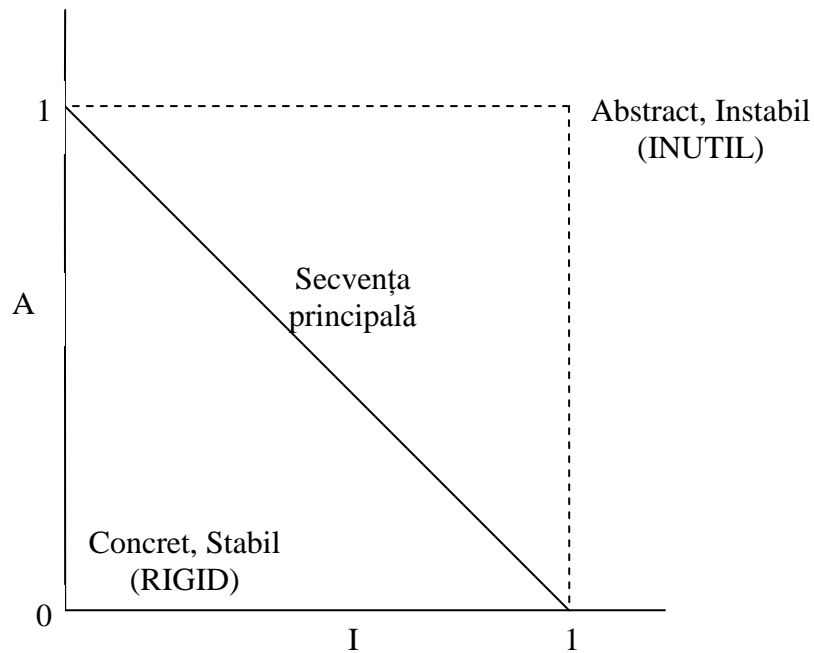 1
Abstract, Instabil
(INUTIL)
Secvența
principală
A
Concret, Stabil
(RIGID)
0
I
1